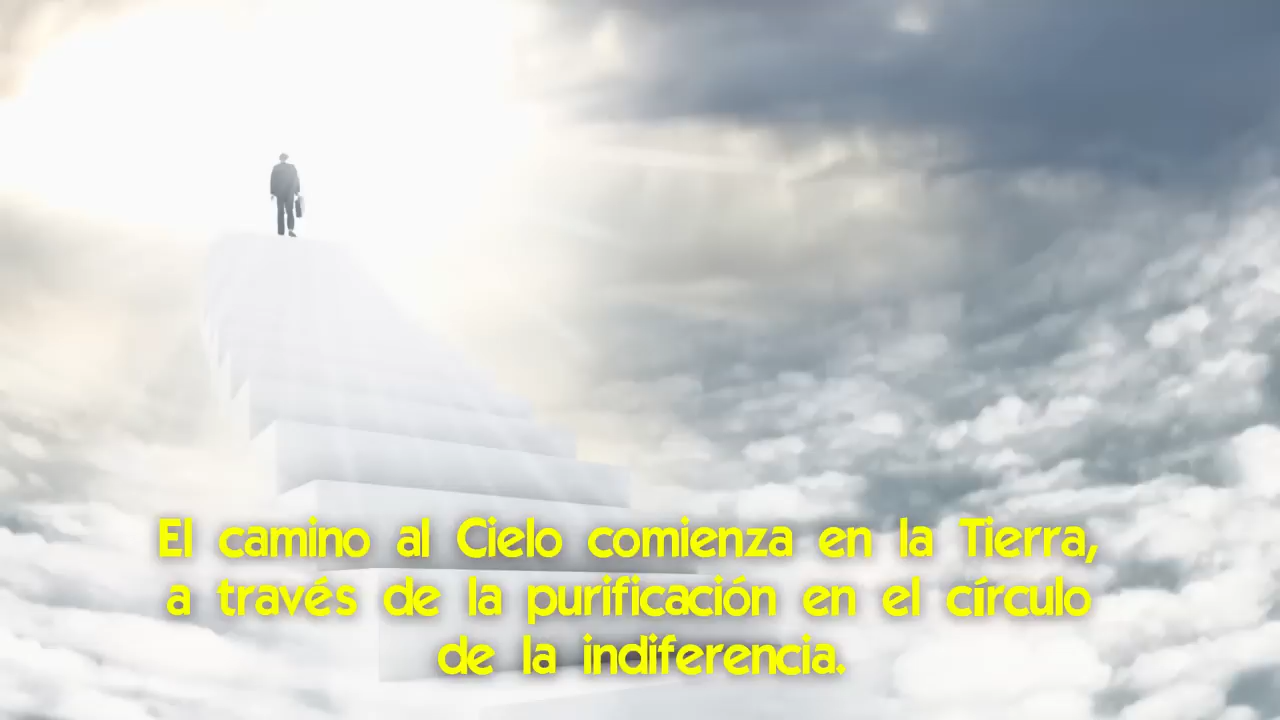 El camino al Cielo comienza en la Tierra,
a través de la purificación en el círculo
de la indiferencia.